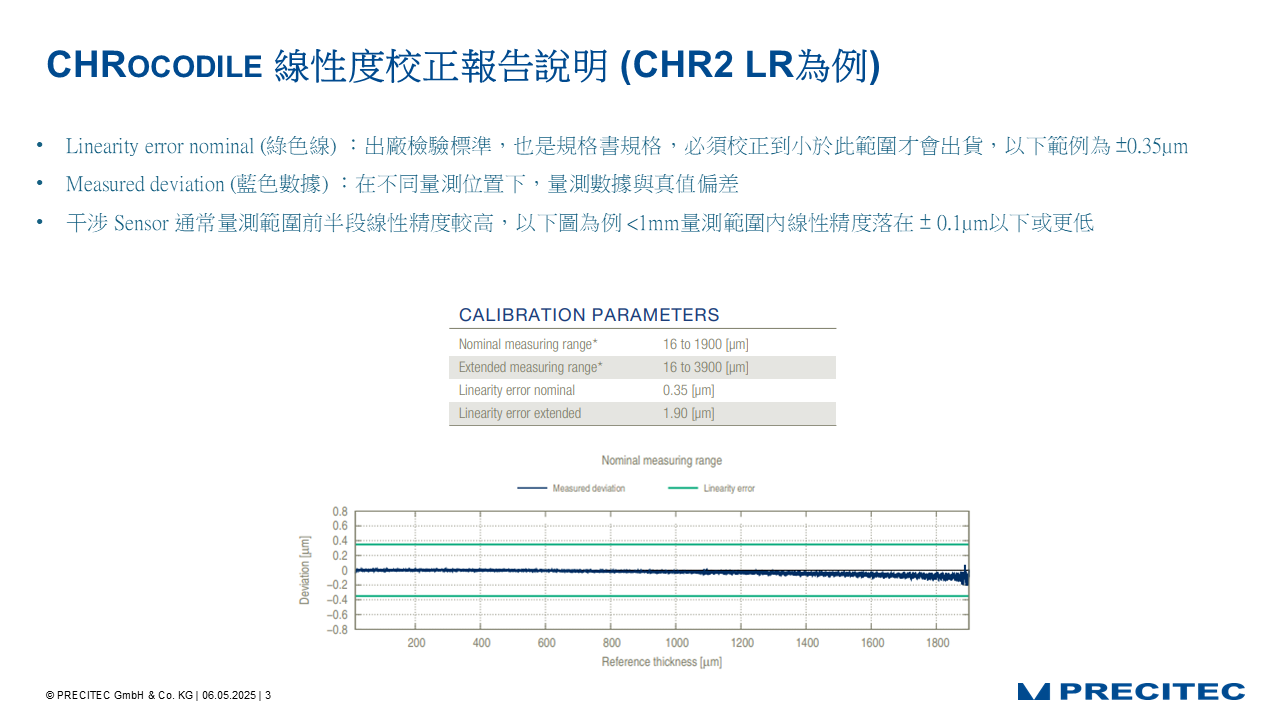 CHROCODILE 線性度校正報告說明 (CHR2 LR為例)
• Linearity error nominal (綠色線) ：出廠檢驗標準，也是規格書規格，必須校正到小於此範圍才會出貨，以下範例為 ±0.35µm
• Measured deviation (藍色數據) ：在不同量測位置下，量測數據與真值偏差
• 干涉 Sensor 通常量測範圍前半段線性精度較高，以下圖為例 <1mm量測範圍內線性精度落在 ± 0.1µm以下或更低
CALIBRATION PARAMETERS
Nominal measuring range* 16 to 1900 [µm]
Extended measuring range* 16 to 3900 [µm]
Linearity error nominal 0.35 [µm]
Linearity error extended 1.90 [µm]
Nominal measuring range
Measured deviation Linearity error
Deviation [µm]
0.8
0.6
0.4
0.2
0
−0.2
−0.4
−0.6
−0.8
200 400 600 800 1000 1200 1400 1600 1800
Reference thickness [µm]
© PRECITEC GmbH & Co. KG | 06.05.2025 | 3
PRECITEC